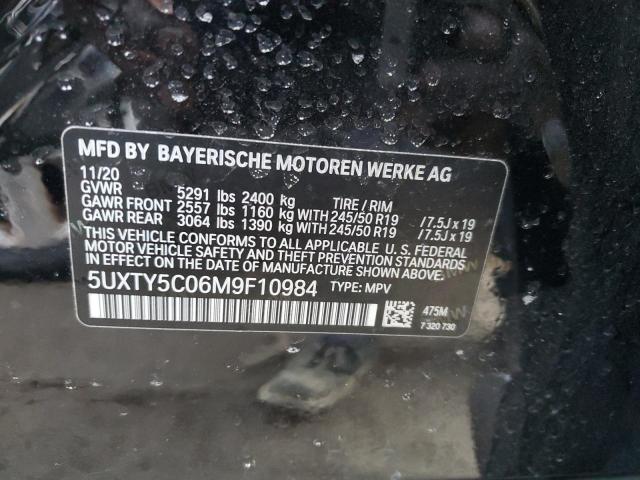 MFD BY BAYERISCHE MOTOREN WERKE AG
11/20
GVWR 5291 lbs 2400 kg TIRE / RIM
GAWR FRONT 2557 lbs 1160 kg WITH 245/50 R19 /7.5J x 19
GAWR REAR 3064 lbs 1390 kg WITH 245/50 R19 /7.5J x 19
THIS VEHICLE CONFORMS TO ALL APPLICABLE U. S. FEDERAL
MOTOR VEHICLE SAFETY AND THEFT PREVENTION STANDARDS
IN EFFECT ON THE DATE OF MANUFACTURE SHOWN ABOVE.
5UXTY5C06M9F10984 TYPE: MPV
475M
7 320 730